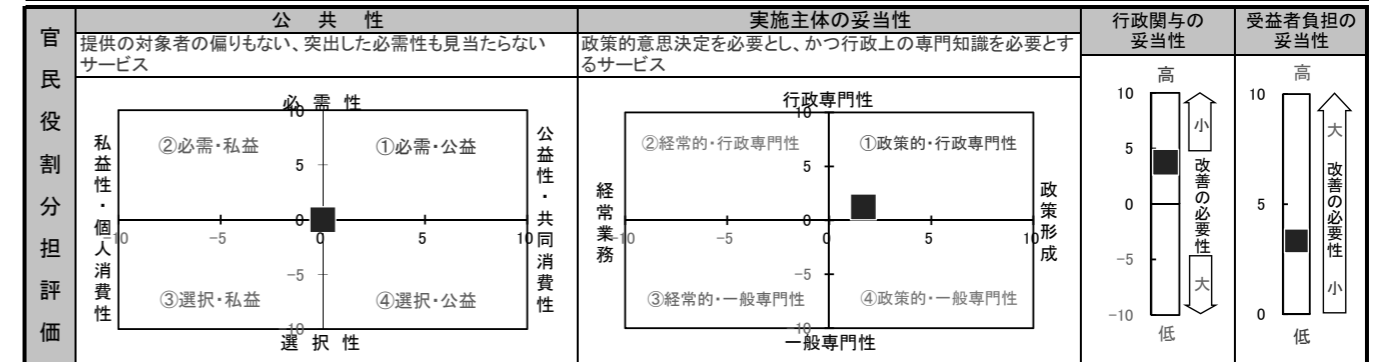 官民役割分担評価
公共性
提供の対象者の偏りもない、突出した必需性も見当たらない
サービス
必需性
10
②必需・私益
①必需・公益
5
私益性・個人消費性
公益性・共同消費性
0
-10
-5
0
5
10
-5
③選択・私益
④選択・公益
-10
選択性
実施主体の妥当性
政策的意思決定を必要とし、かつ行政上の専門知識を必要とす
るサービス
行政専門性
10
②経常的・行政専門性
①政策的・行政専門性
5
経常業務
政策形成
0
-10
-5
0
5
10
-5
③経常的・一般専門性
④政策的・一般専門性
-10
一般専門性
行政関与の
妥当性
高
10
5
0
-5
-10
低
小
改善の必要性
大
受益者負担の
妥当性
高
10
5
0
低
大
改善の必要性
小